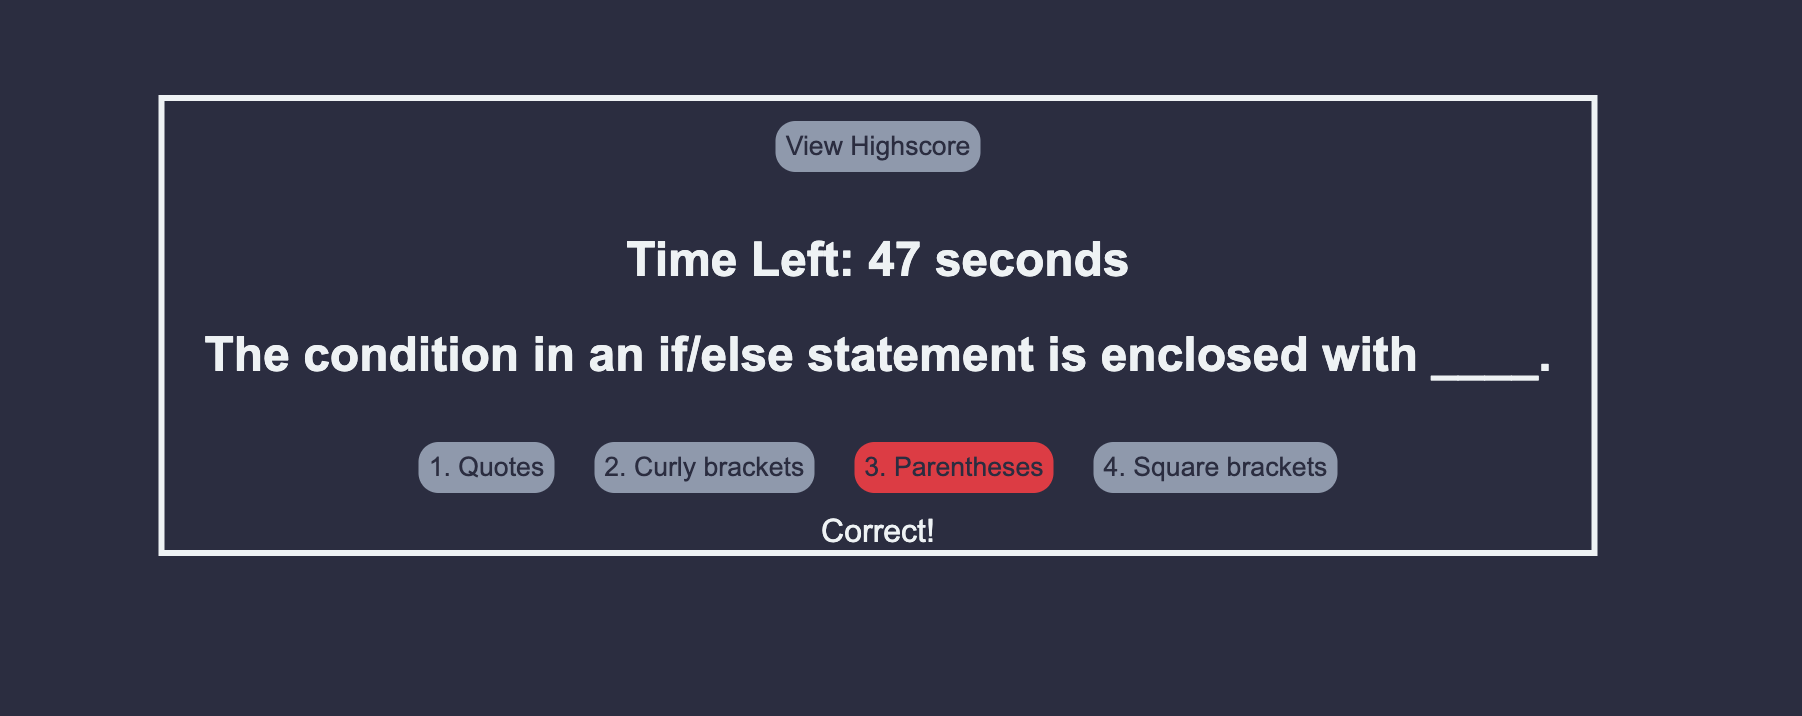 View Highscore
Time Left: 47 seconds
The condition in an if/else statement is enclosed with ____.
1. Quotes 2. Curly brackets 3. Parentheses 4. Square brackets
Correct!